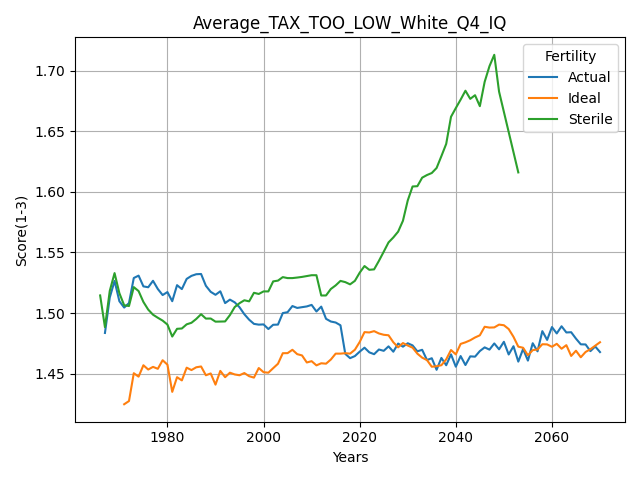 Average_TAX_TOO_LOW_White_Q4_IQ
Fertility
Actual
Ideal
Sterile
Score(1-3)
1.70
1.65
1.60
1.55
1.50
1.45
1980
2000
2020
2040
2060
Years